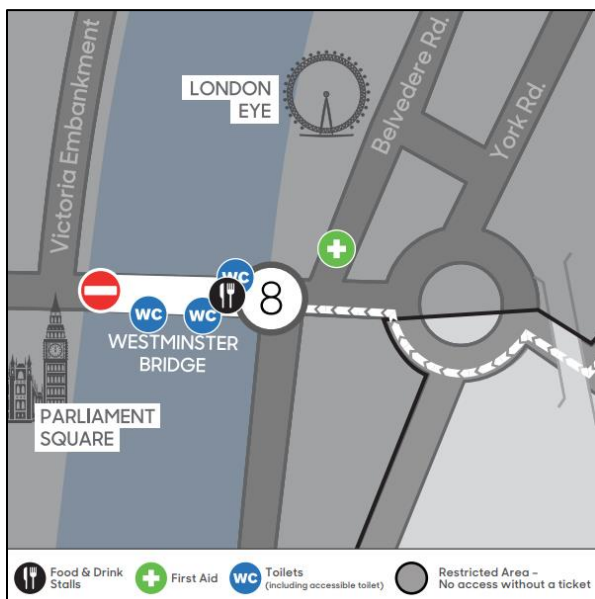 LONDON
EYE
Belvedere Rd.
York Rd.
Victoria Embankment
WC
8
WC
WC
WESTMINSTER
BRIDGE
PARLIAMENT
SQUARE
Food & Drink
Stalls
First Aid
WC
Toilets
(including accessible toilet)
Restricted Area –
No access without a ticket